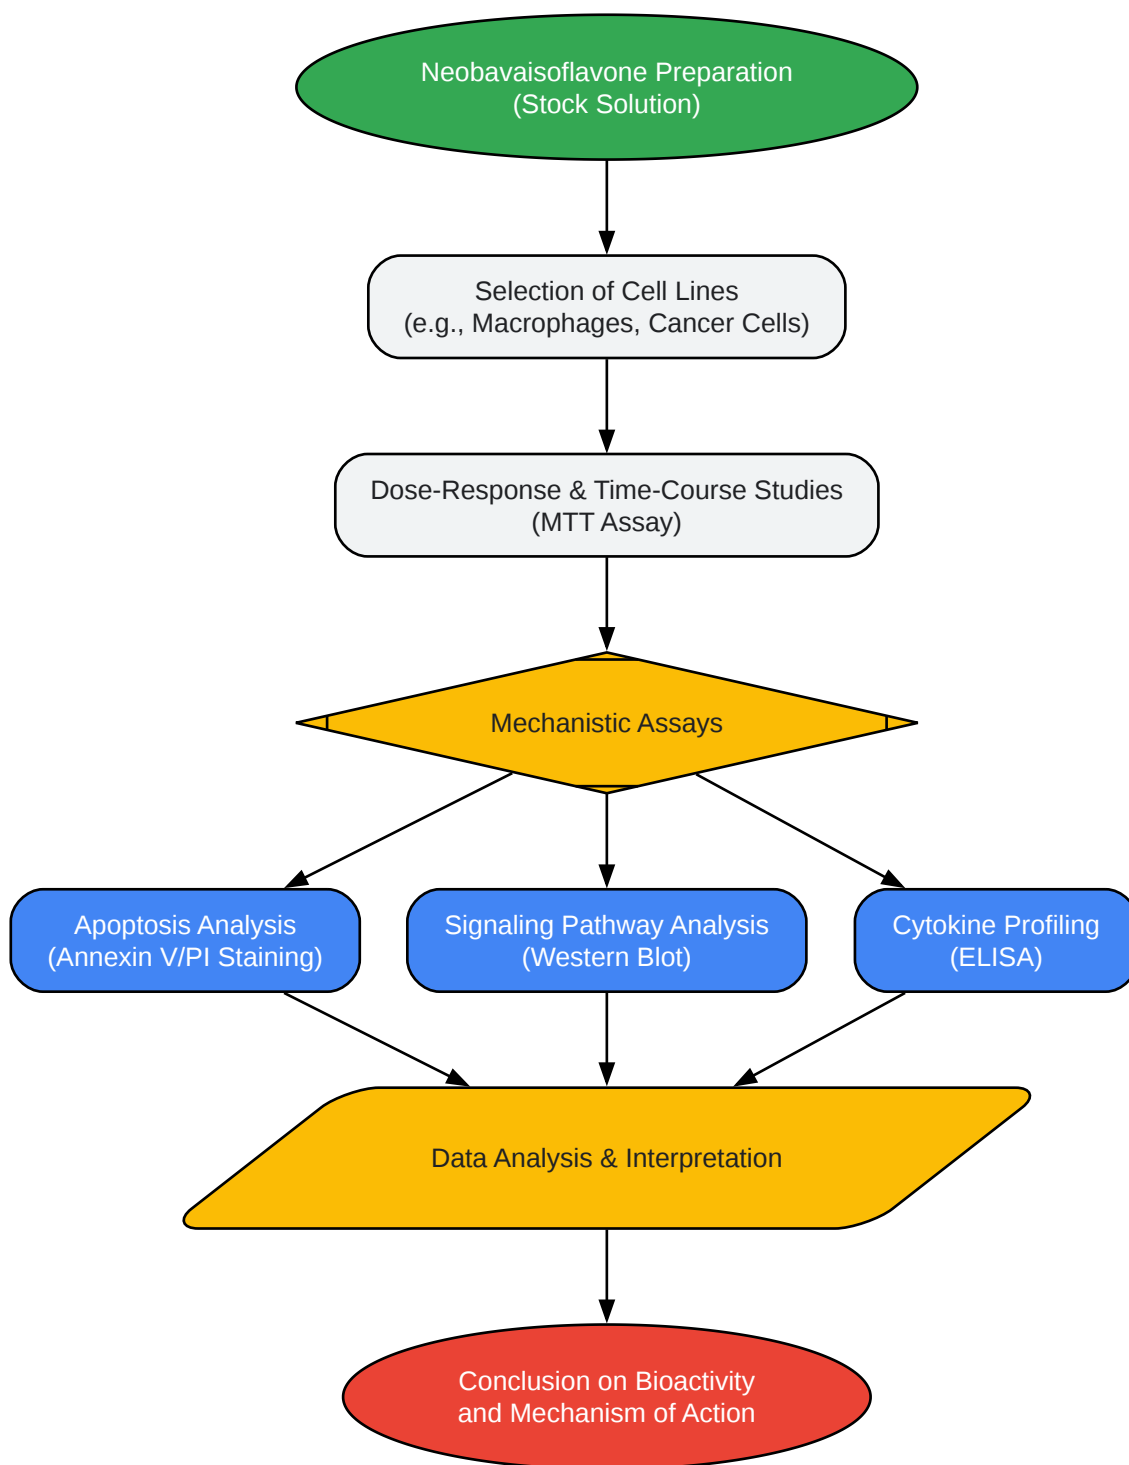 Neobavaisoflavone Preparation
(Stock Solution)
Selection of Cell Lines
(e.g., Macrophages, Cancer Cells)
Dose-Response & Time-Course Studies
(MTT Assay)
Mechanistic Assays
Apoptosis Analysis
(Annexin V/PI Staining)
Signaling Pathway Analysis
(Western Blot)
Cytokine Profiling
(ELISA)
Data Analysis & Interpretation
Conclusion on Bioactivity
and Mechanism of Action